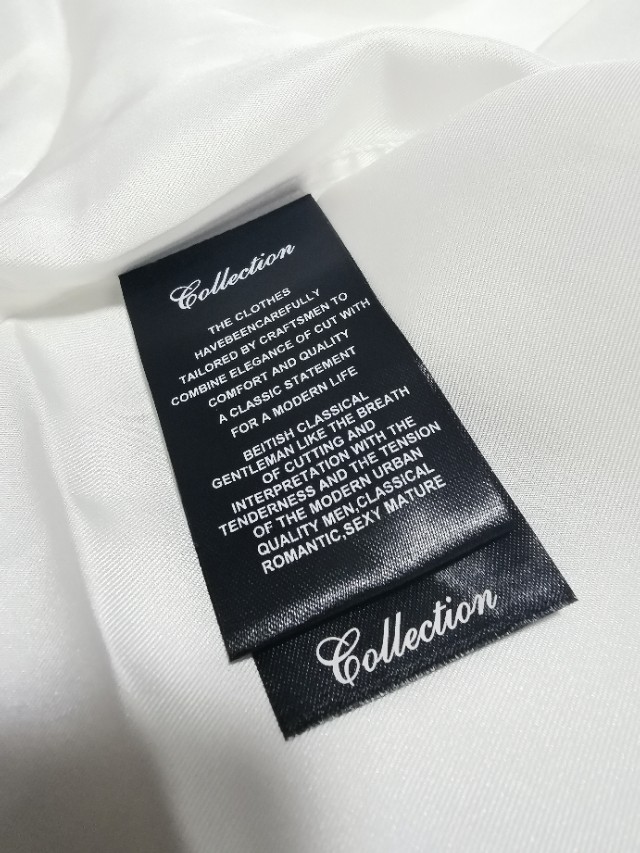 Collection
THE CLOTHES
HAVEBEENCAREFULLY
TAILORED BY CRAFTSMEN TO
COMBINE ELEGANCE OF CUT WITH
COMFORT AND QUALITY
A CLASSIC STATEMENT
FOR A MODERN LIFE
BEITISH CLASSICAL
GENTLEMAN LIKE THE BREATH
OF CUTTING AND
INTERPRETATION WITH THE
TENDERNESS AND THE TENSION
OF THE MODERN URBAN
QUALITY MEN,CLASSICAL
ROMANTIC,SEXY MATURE
Collection